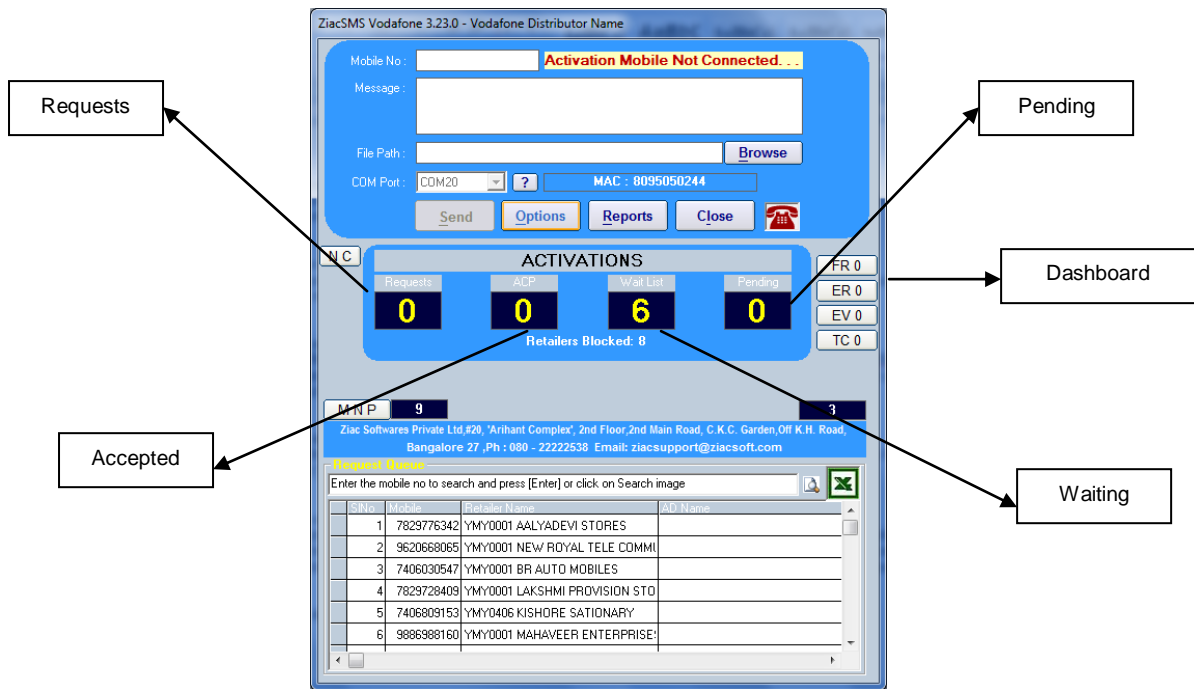 ZiacSMS Vodafone 3.23.0 - Vodafone Distributor Name
Mobile No :
Activation Mobile Not Connected. . .
Message :
File Path :
Browse
COM Port :
COM20
?
MAC : 8095050244
Send
Options
Reports
Close
Requests
Pending
Dashboard
Accepted
Waiting
N C
ACTIVATIONS
Requests
ACP
Wait List
Pending
0
0
6
0
Retailers Blocked: 8
FR 0
ER 0
EV 0
TC 0
M N P
9
3
Ziac Softwares Private Ltd,#20, 'Arihant Complex', 2nd Floor,2nd Main Road, C.K.C. Garden,Off K.H. Road,
Bangalore 27 ,Ph : 080 - 22222538 Email: ziacsupport@ziacsoft.com
Request Queue
Enter the mobile no to search and press [Enter] or click on Search image
SlNo Mobile Retailer Name AD Name
1 7829776342 YMY0001 AALYADEVI STORES
2 9620668065 YMY0001 NEW ROYAL TELE COMMU
3 7406030547 YMY0001 BR AUTO MOBILES
4 7829728409 YMY0001 LAKSHMI PROVISION STO
5 7406809153 YMY0406 KISHORE SATIONARY
6 9886988160 YMY0001 MAHAVEER ENTERPRISE